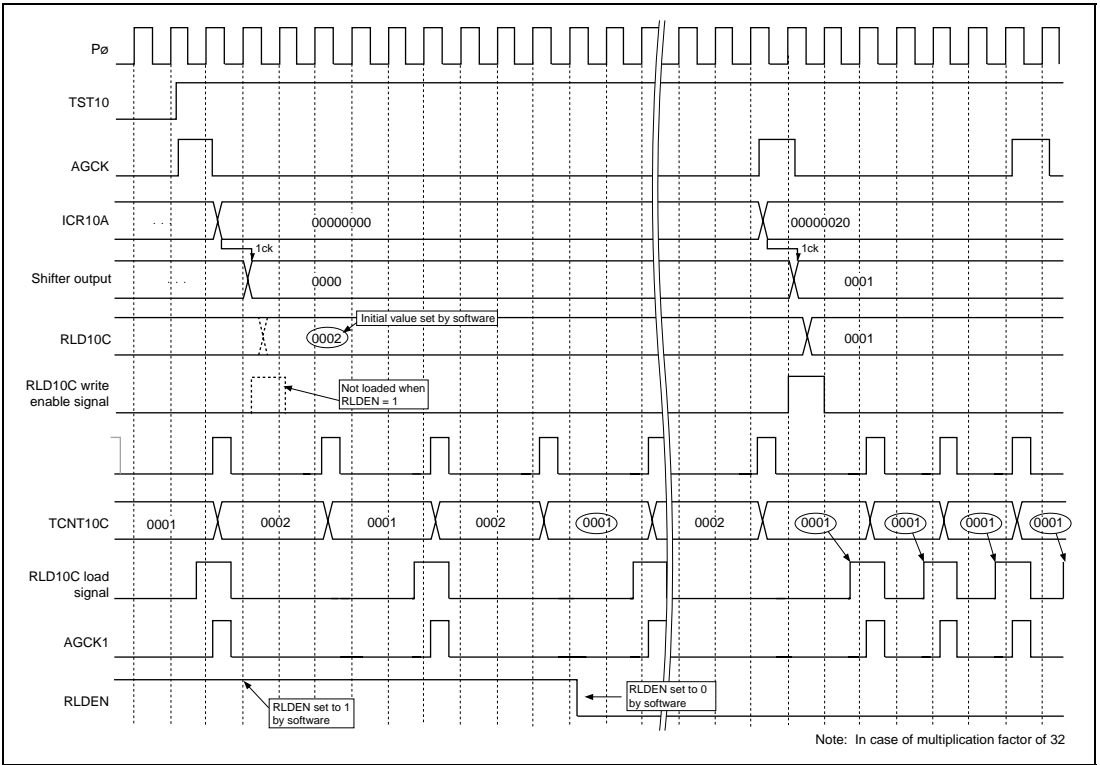 Pø
TST10
AGCK
ICR10A
. . 00000000 00000020
1ck 1ck
Shifter output
. . . 0000 0001
Initial value set by software
RLD10C
0002 0001
RLD10C write
enable signal
Not loaded when
RLDEN = 1
TCNT10C
0001 0002 0001 0002 0001 0002 0001 0001 0001 0001
RLD10C load
signal
AGCK1
RLDEN
RLDEN set to 1
by software
RLDEN set to 0
by software
Note: In case of multiplication factor of 32